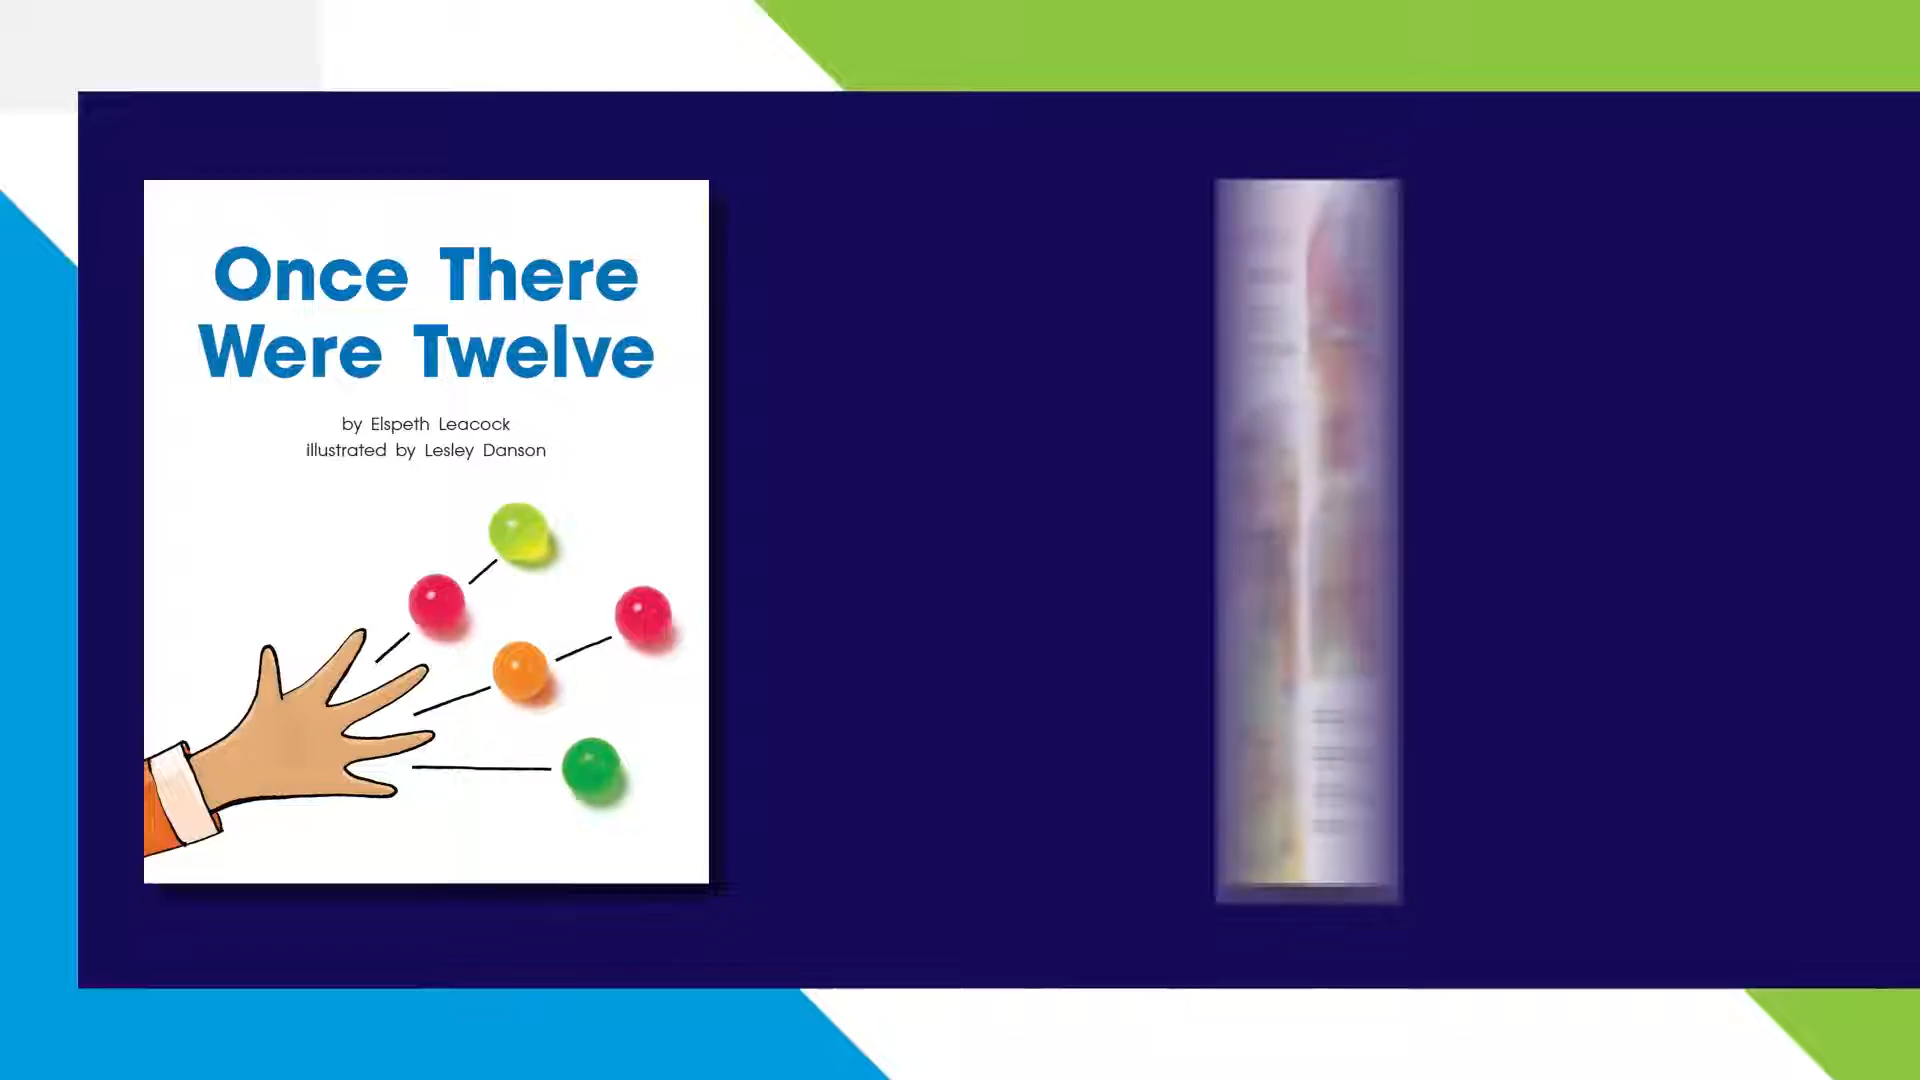 Once There
Were Twelve
by Elspeth Leacock
illustrated by Lesley Danson